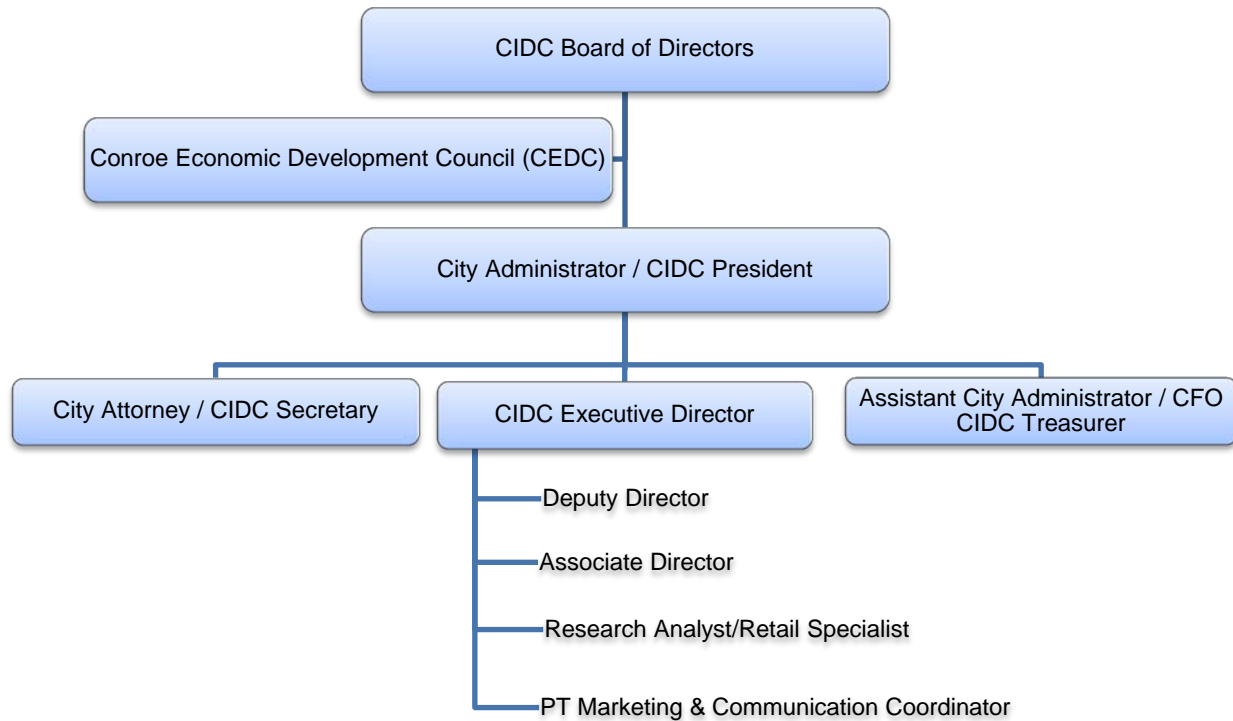 CIDC Board of Directors
Conroe Economic Development Council (CEDC)
City Administrator / CIDC President
City Attorney / CIDC Secretary
CIDC Executive Director
Assistant City Administrator / CFO
CIDC Treasurer
Deputy Director
Associate Director
Research Analyst/Retail Specialist
PT Marketing & Communication Coordinator